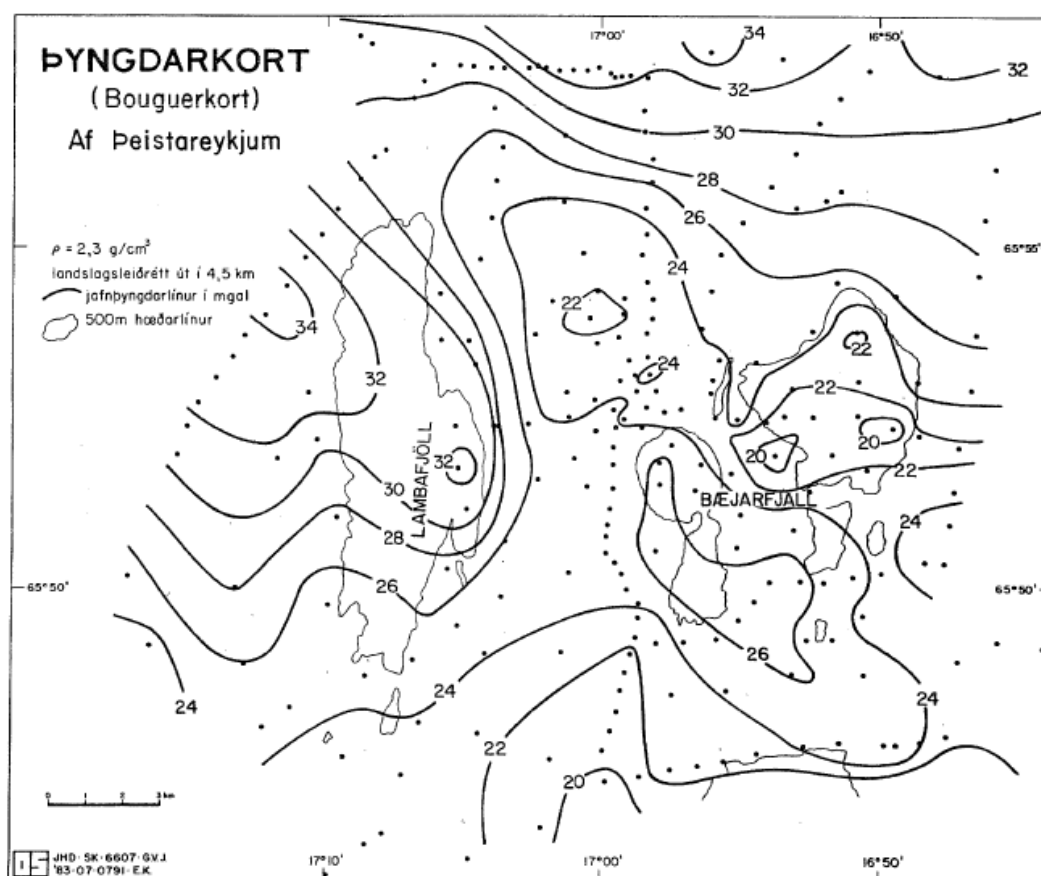 ÞYNGDARKORT
(Bouguerkort)
Af Þeistareykjum
ρ = 2,3 g/cm³
landslagsleiðrétt út í 4,5 km
jafnþyngdarlínur í mgal
500m hæðarlínur
17°00'
16°50'
34
32
32
30
28
26
65°55'
24
22
34
24
22
32
22
20
20
32
22
30
LAMBAFJÖLL
BÆJARFJALL
24
28
65°50'
26
65°50'
26
24
24
24
22
20
0 1 2 3 km
JHD·SK·6607·G.V.J.
'83·07·0791·E.K.
17°10'
17°00'
16°50'